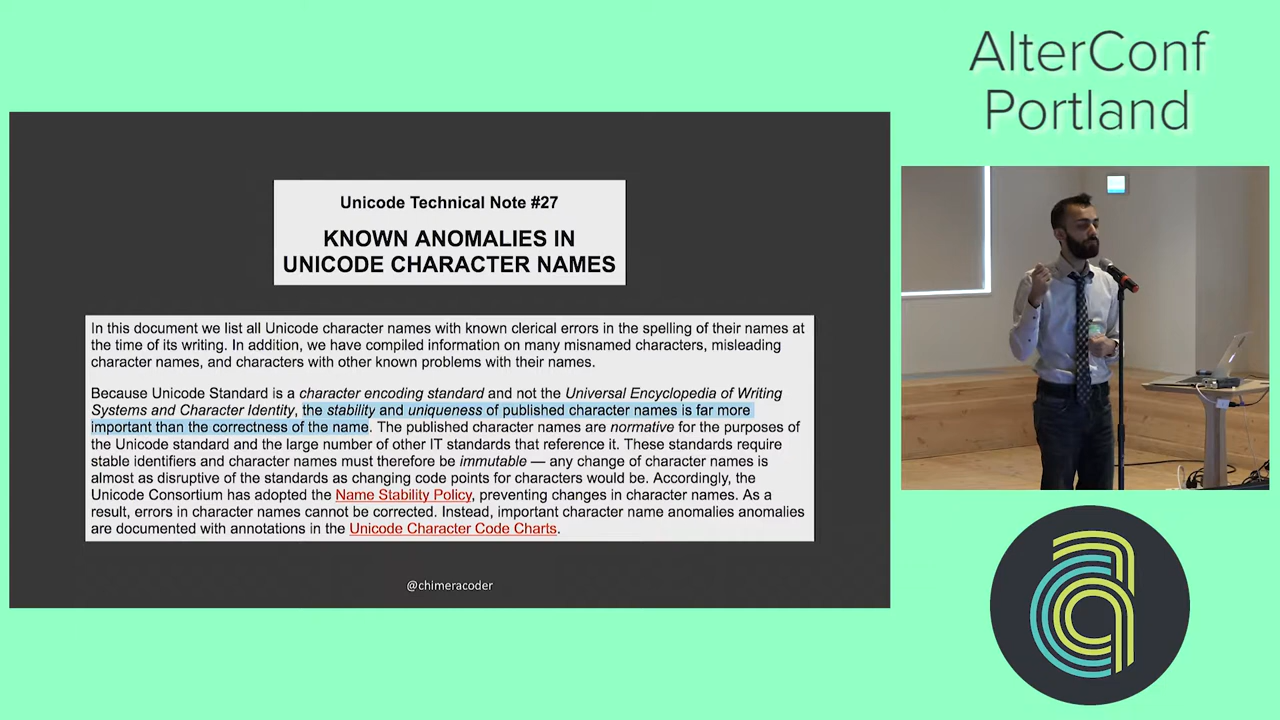 AlterConf
Portland
Unicode Technical Note #27
KNOWN ANOMALIES IN
UNICODE CHARACTER NAMES
In this document we list all Unicode character names with known clerical errors in the spelling of their names at
the time of its writing. In addition, we have compiled information on many misnamed characters, misleading
character names, and characters with other known problems with their names.
Because Unicode Standard is a character encoding standard and not the Universal Encyclopedia of Writing
Systems and Character Identity, the stability and uniqueness of published character names is far more
important than the correctness of the name. The published character names are normative for the purposes of
the Unicode standard and the large number of other IT standards that reference it. These standards require
stable identifiers and character names must therefore be immutable — any change of character names is
almost as disruptive of the standards as changing code points for characters would be. Accordingly, the
Unicode Consortium has adopted the Name Stability Policy, preventing changes in character names. As a
result, errors in character names cannot be corrected. Instead, important character name anomalies anomalies
are documented with annotations in the Unicode Character Code Charts.
@chimeracoder